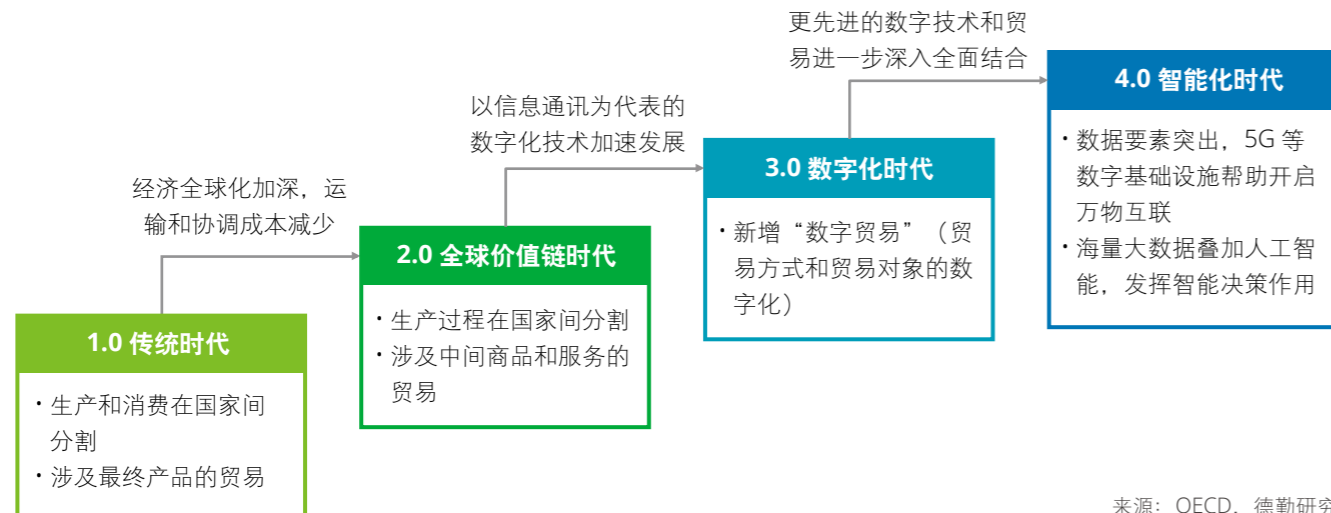 更先进的数字技术和贸
易进一步深入全面结合
4.0 智能化时代
• 数据要素突出，5G 等
数字基础设施帮助开启
万物互联
• 海量大数据叠加人工智
能，发挥智能决策作用
以信息通讯为代表的
数字化技术加速发展
3.0 数字化时代
• 新增“数字贸易”（贸
易方式和贸易对象的数
字化）
经济全球化加深，运
输和协调成本减少
2.0 全球价值链时代
• 生产过程在国家间分割
• 涉及中间商品和服务的
贸易
1.0 传统时代
• 生产和消费在国家间
分割
• 涉及最终产品的贸易
来源：OECD，德勤研究